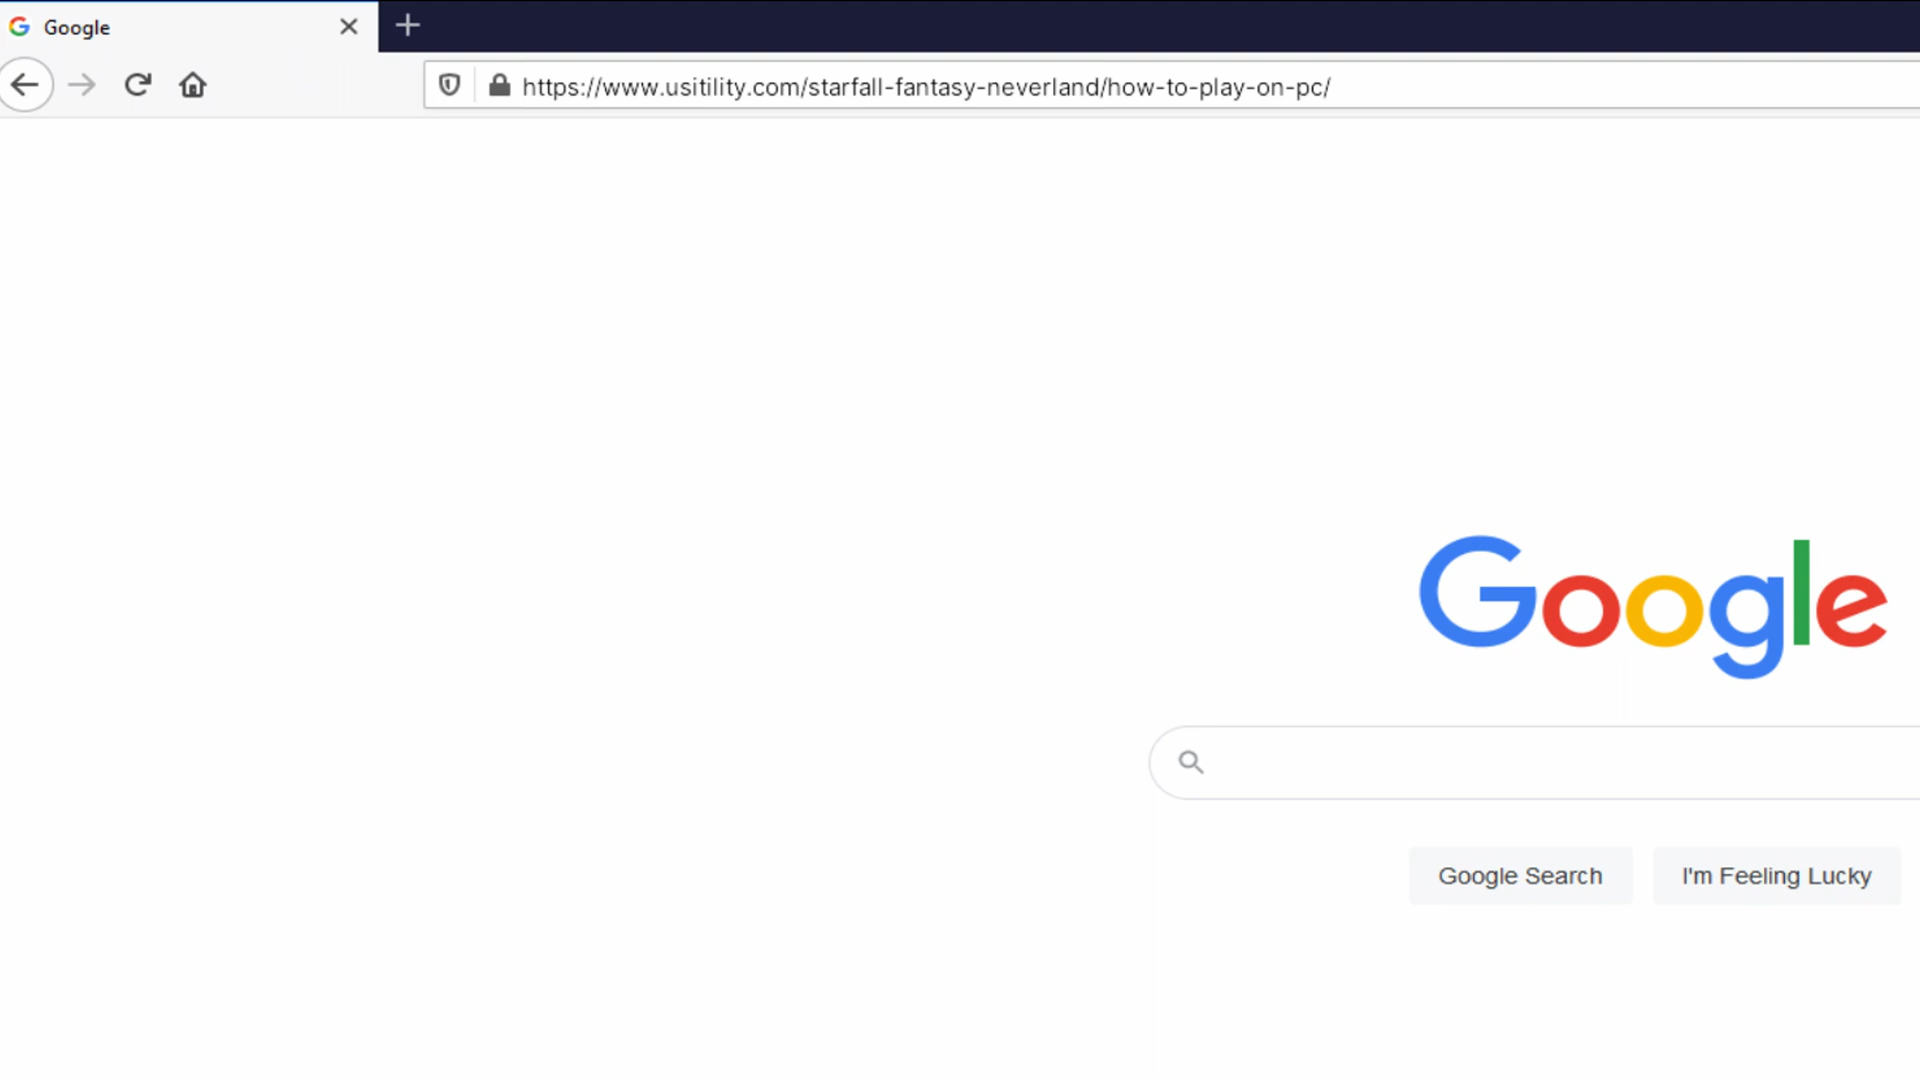 Google
https://www.usitility.com/starfall-fantasy-neverland/how-to-play-on-pc/
Google
Google Search
I'm Feeling Lucky